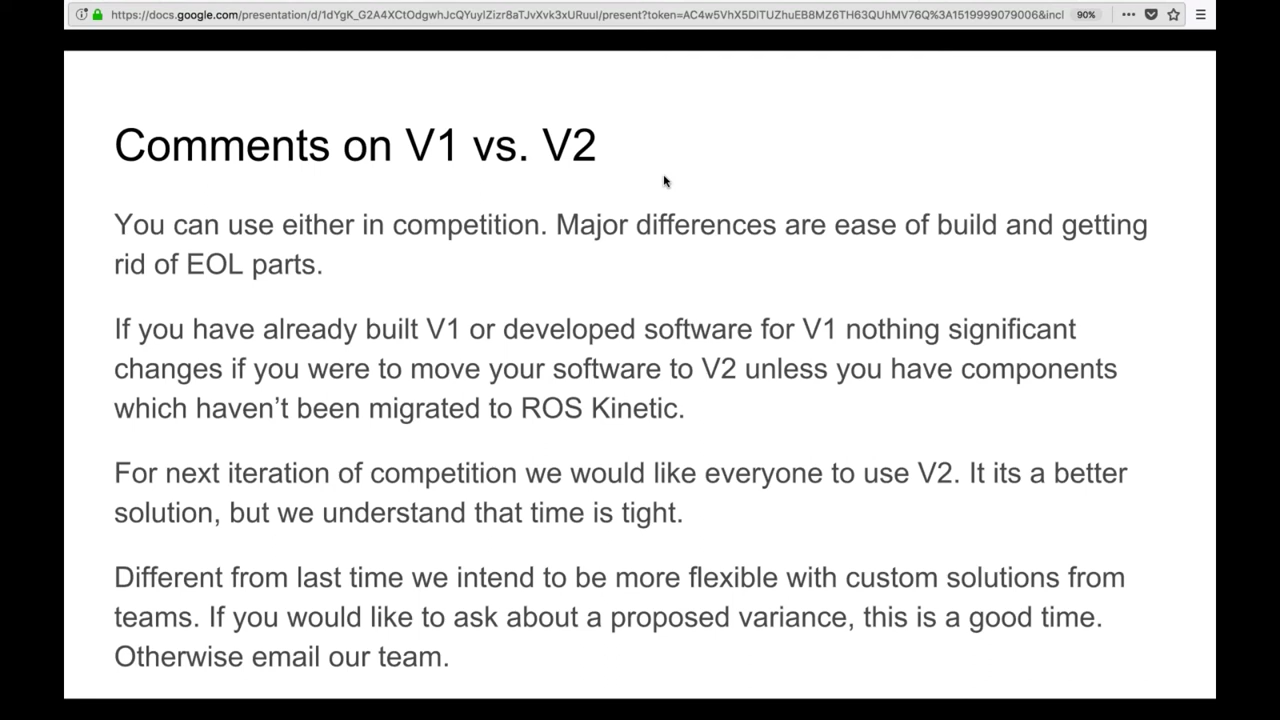 https://docs.google.com/presentation/d/1dYgK_G2A4XCtOdgwhJcQYuylZizr8aTJvXvk3xURuuI/present?token=AC4w5VhX5DlTUZhuEB8MZ6TH63QUhMV76Q%3A1519999079006&incl 90%
Comments on V1 vs. V2
You can use either in competition. Major differences are ease of build and getting
rid of EOL parts.
If you have already built V1 or developed software for V1 nothing significant
changes if you were to move your software to V2 unless you have components
which haven’t been migrated to ROS Kinetic.
For next iteration of competition we would like everyone to use V2. It its a better
solution, but we understand that time is tight.
Different from last time we intend to be more flexible with custom solutions from
teams. If you would like to ask about a proposed variance, this is a good time.
Otherwise email our team.